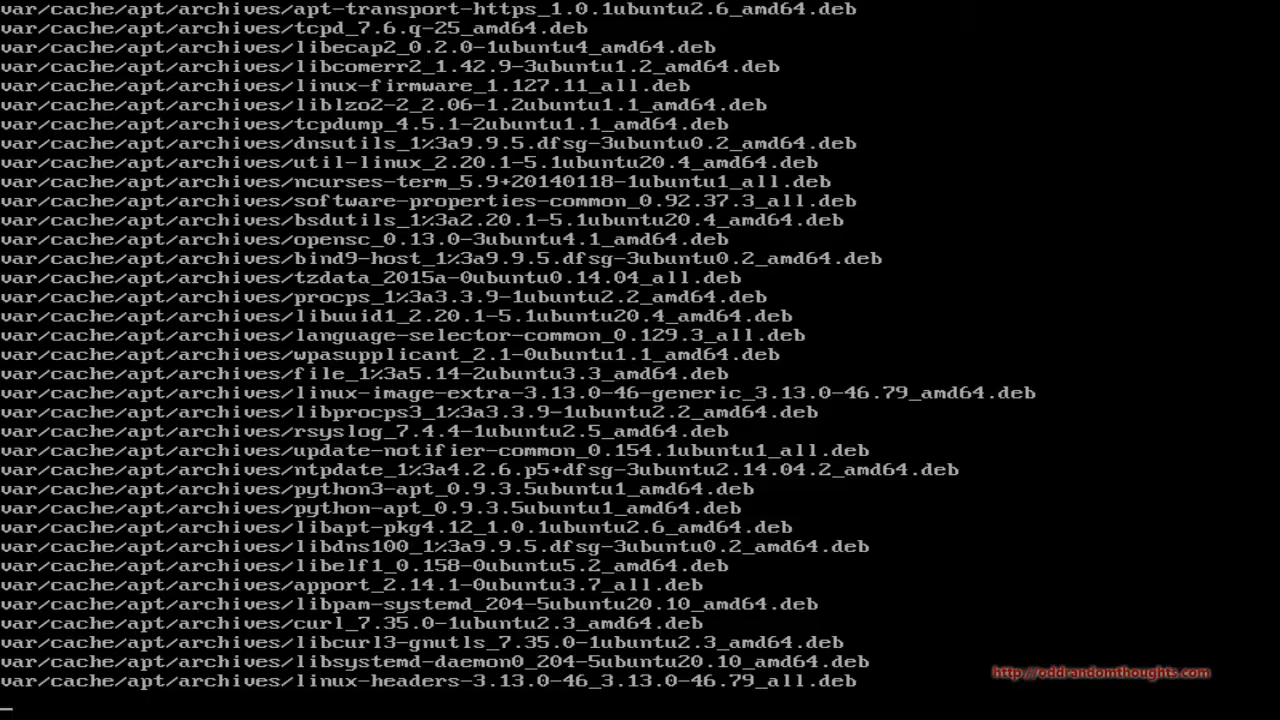 var/cache/apt/archives/apt-transport-https_1.0.1ubuntu2.6_amd64.deb
var/cache/apt/archives/tcpd_7.6.q-25_amd64.deb
var/cache/apt/archives/libecap2_0.2.0-1ubuntu4_amd64.deb
var/cache/apt/archives/libcomerr2_1.42.9-3ubuntu1.2_amd64.deb
var/cache/apt/archives/linux-firmware_1.127.11_all.deb
var/cache/apt/archives/liblzo2-2_2.06-1.2ubuntu1.1_amd64.deb
var/cache/apt/archives/tcpdump_4.5.1-2ubuntu1.1_amd64.deb
var/cache/apt/archives/dnsutils_1%3a9.9.5.dfsg-3ubuntu0.2_amd64.deb
var/cache/apt/archives/util-linux_2.20.1-5.1ubuntu20.4_amd64.deb
var/cache/apt/archives/ncurses-term_5.9+20140118-1ubuntu1_all.deb
var/cache/apt/archives/software-properties-common_0.92.37.3_all.deb
var/cache/apt/archives/bsdutils_1%3a2.20.1-5.1ubuntu20.4_amd64.deb
var/cache/apt/archives/opensc_0.13.0-3ubuntu4.1_amd64.deb
var/cache/apt/archives/bind9-host_1%3a9.9.5.dfsg-3ubuntu0.2_amd64.deb
var/cache/apt/archives/tzdata_2015a-0ubuntu0.14.04_all.deb
var/cache/apt/archives/procps_1%3a3.3.9-1ubuntu2.2_amd64.deb
var/cache/apt/archives/libuuid1_2.20.1-5.1ubuntu20.4_amd64.deb
var/cache/apt/archives/language-selector-common_0.129.3_all.deb
var/cache/apt/archives/wpasupplicant_2.1-0ubuntu1.1_amd64.deb
var/cache/apt/archives/file_1%3a5.14-2ubuntu3.3_amd64.deb
var/cache/apt/archives/linux-image-extra-3.13.0-46-generic_3.13.0-46.79_amd64.deb
var/cache/apt/archives/libprocps3_1%3a3.3.9-1ubuntu2.2_amd64.deb
var/cache/apt/archives/rsyslog_7.4.4-1ubuntu2.5_amd64.deb
var/cache/apt/archives/update-notifier-common_0.154.1ubuntu1_all.deb
var/cache/apt/archives/ntpdate_1%3a4.2.6.p5+dfsg-3ubuntu2.14.04.2_amd64.deb
var/cache/apt/archives/python3-apt_0.9.3.5ubuntu1_amd64.deb
var/cache/apt/archives/python-apt_0.9.3.5ubuntu1_amd64.deb
var/cache/apt/archives/libapt-pkg4.12_1.0.1ubuntu2.6_amd64.deb
var/cache/apt/archives/libdns100_1%3a9.9.5.dfsg-3ubuntu0.2_amd64.deb
var/cache/apt/archives/libelf1_0.158-0ubuntu5.2_amd64.deb
var/cache/apt/archives/apport_2.14.1-0ubuntu3.7_all.deb
var/cache/apt/archives/libpam-systemd_204-5ubuntu20.10_amd64.deb
var/cache/apt/archives/curl_7.35.0-1ubuntu2.3_amd64.deb
var/cache/apt/archives/libcurl3-gnutls_7.35.0-1ubuntu2.3_amd64.deb
var/cache/apt/archives/libsystemd-daemon0_204-5ubuntu20.10_amd64.deb
var/cache/apt/archives/linux-headers-3.13.0-46_3.13.0-46.79_all.deb
http://oddrandomthoughts.com